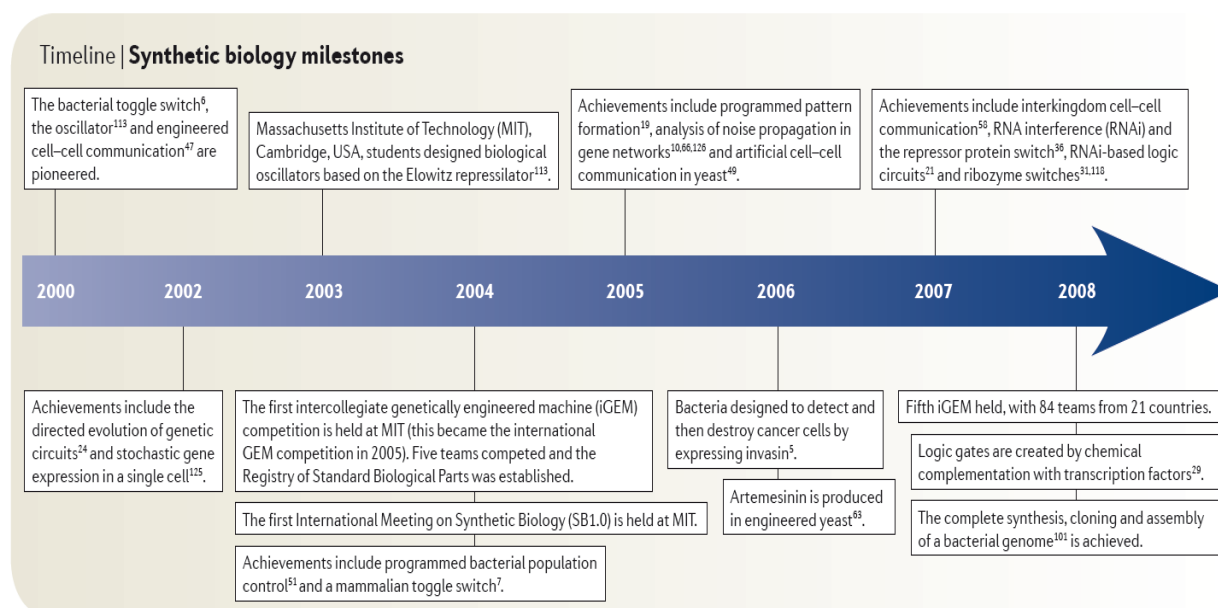 Timeline | Synthetic biology milestones
The bacterial toggle switch⁶,
the oscillator¹¹³ and engineered
cell–cell communication⁴⁷ are
pioneered.
Massachusetts Institute of Technology (MIT),
Cambridge, USA, students designed biological
oscillators based on the Elowitz repressilator¹¹³.
Achievements include programmed pattern
formation¹⁹, analysis of noise propagation in
gene networks¹⁰,⁶⁶,¹²⁶ and artificial cell–cell
communication in yeast⁴⁹.
Achievements include interkingdom cell–cell
communication⁵⁸, RNA interference (RNAi) and
the repressor protein switch³⁶, RNAi-based logic
circuits²¹ and ribozyme switches³¹,¹¹⁸.
2000 2002 2003 2004 2005 2006 2007 2008
Achievements include the
directed evolution of genetic
circuits²⁴ and stochastic gene
expression in a single cell¹²⁵.
The first intercollegiate genetically engineered machine (iGEM)
competition is held at MIT (this became the international
GEM competition in 2005). Five teams competed and the
Registry of Standard Biological Parts was established.
The first International Meeting on Synthetic Biology (SB1.0) is held at MIT.
Achievements include programmed bacterial population
control⁵¹ and a mammalian toggle switch⁷.
Bacteria designed to detect and
then destroy cancer cells by
expressing invasin⁵.
Artemesinin is produced
in engineered yeast⁶³.
Fifth iGEM held, with 84 teams from 21 countries.
Logic gates are created by chemical
complementation with transcription factors²⁹.
The complete synthesis, cloning and assembly
of a bacterial genome¹⁰¹ is achieved.